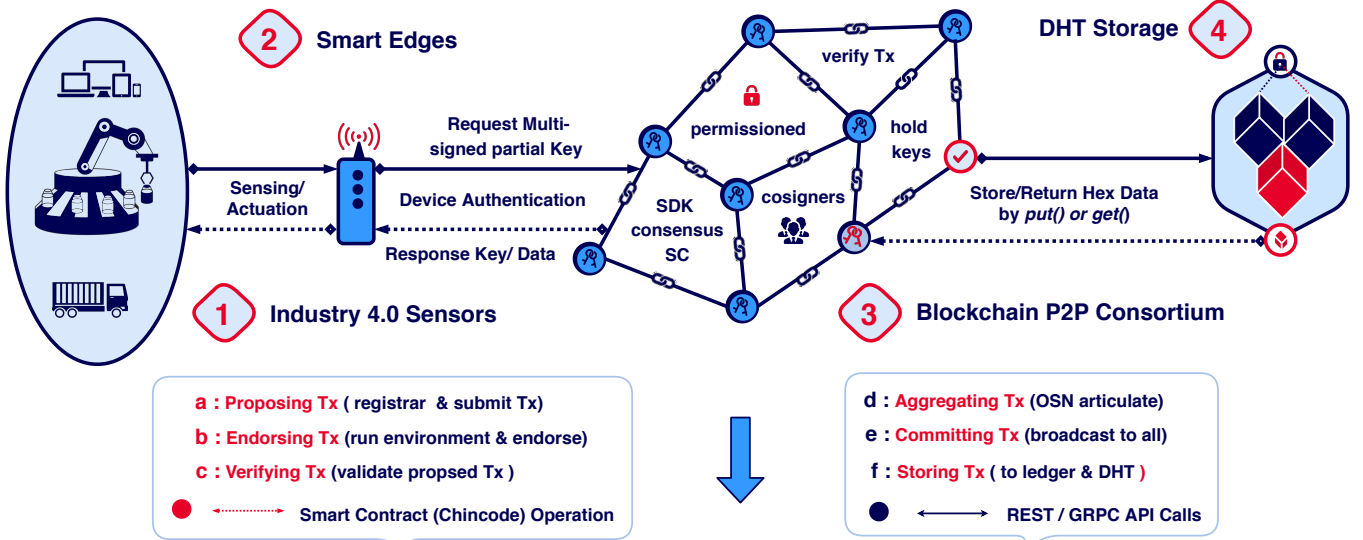 2 Smart Edges
DHT Storage 4
verify Tx
permissioned
hold
keys
Request Multi-
signed partial Key
Sensing/
Actuation
Device Authentication
Response Key/ Data
SDK
consensus
SC
cosigners
Store/Return Hex Data
by put() or get()
1 Industry 4.0 Sensors
3 Blockchain P2P Consortium
a : Proposing Tx ( registrar & submit Tx)
b : Endorsing Tx (run environment & endorse)
c : Verifying Tx (validate propsed Tx )
Smart Contract (Chincode) Operation
d : Aggregating Tx (OSN articulate)
e : Committing Tx (broadcast to all)
f : Storing Tx ( to ledger & DHT )
REST / GRPC API Calls